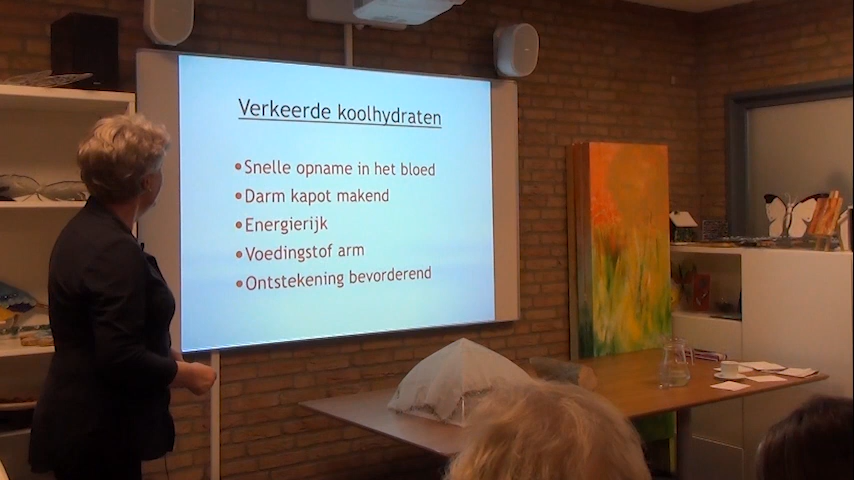 Verkeerde koolhydraten
•Snelle opname in het bloed
•Darm kapot makend
•Energierijk
•Voedingstof arm
•Ontstekening bevorderend